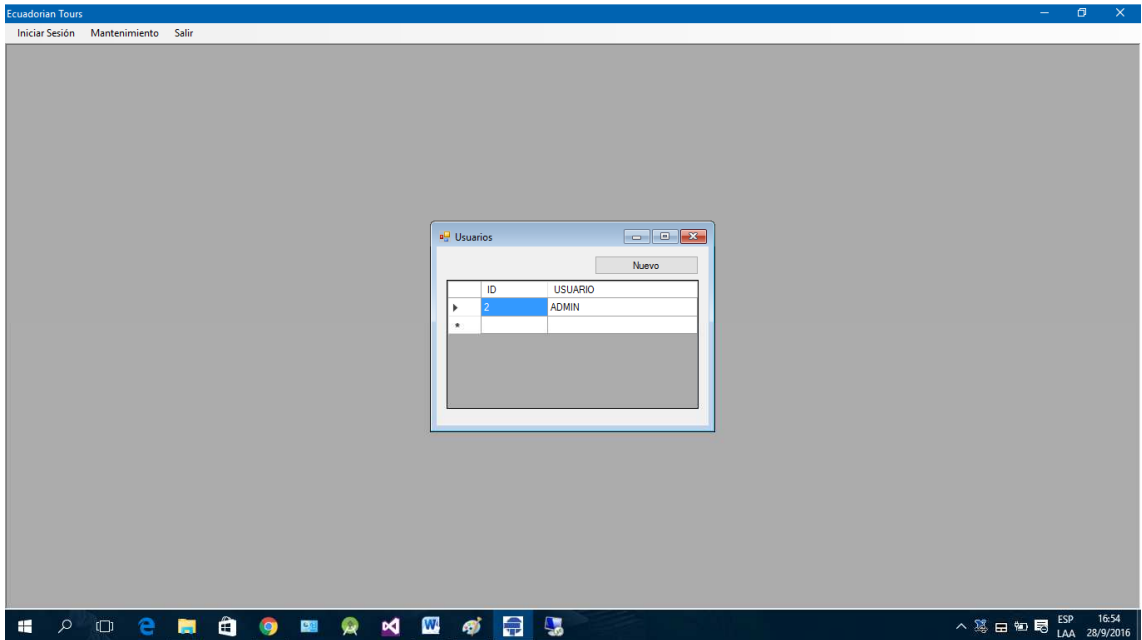 Ecuadorian Tours
Iniciar Sesión Mantenimiento Salir
Usuarios
Nuevo
ID USUARIO
2 ADMIN
ESP 16:54
LAA 28/9/2016